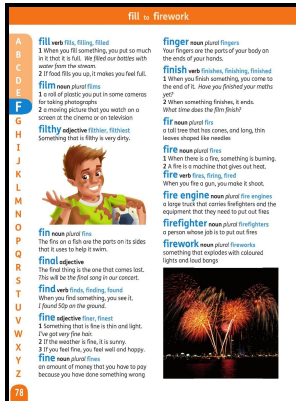 fill to firework
A
B
C
D
E
F
G
H
I
J
K
L
M
N
O
P
Q
R
S
T
U
V
W
X
Y
Z
78
fill verb fills, filling, filled
1 When you fill something, you put so much
in it that it is full. We filled our bottles with
water from the stream.
2 If food fills you up, it makes you feel full.
film noun plural films
1 a roll of plastic you put in some cameras
for taking photographs
2 a moving picture that you watch on a
screen at the cinema or on television
filthy adjective filthier, filthiest
Something that is filthy is very dirty.
fin noun plural fins
The fins on a fish are the parts on its sides
that it uses to help it swim.
final adjective
The final thing is the one that comes last.
This will be the final song in our concert.
find verb finds, finding, found
When you find something, you see it.
I found 50p on the ground.
fine adjective finer, finest
1 Something that is fine is thin and light.
I've got very fine hair.
2 If the weather is fine, it is sunny.
3 If you feel fine, you feel well and happy.
fine noun plural fines
an amount of money that you have to pay
because you have done something wrong
finger noun plural fingers
Your fingers are the parts of your body on
the ends of your hands.
finish verb finishes, finishing, finished
1 When you finish something, you come to
the end of it. Have you finished your maths
yet?
2 When something finishes, it ends.
What time does the film finish?
fir noun plural firs
a tall tree that has cones, and long, thin
leaves shaped like needles
fire noun plural fires
1 When there is a fire, something is burning.
2 A fire is a machine that gives out heat.
fire verb fires, firing, fired
When you fire a gun, you make it shoot.
fire engine noun plural fire engines
a large truck that carries firefighters and the
equipment that they need to put out fires
firefighter noun plural firefighters
a person whose job is to put out fires
firework noun plural fireworks
something that explodes with coloured
lights and loud bangs